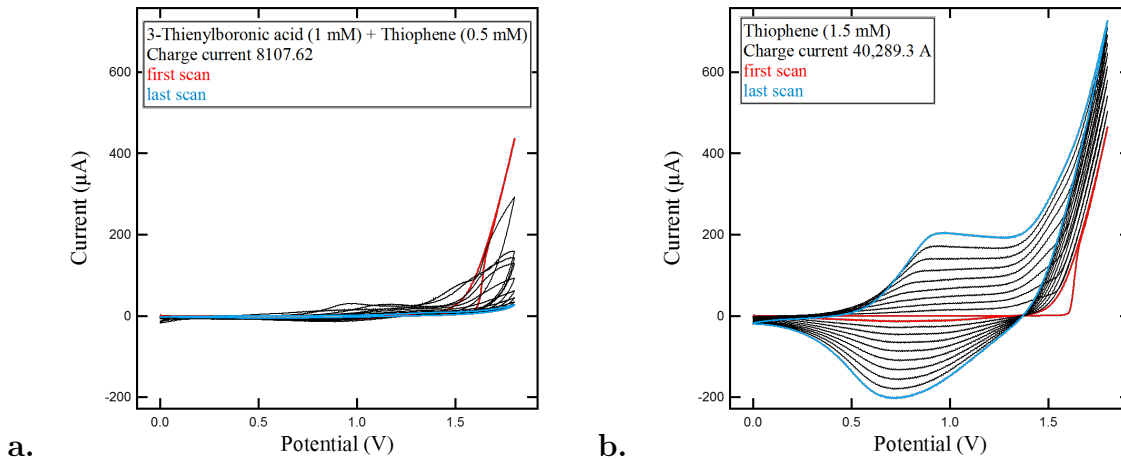 3-Thienylboronic acid (1 mM) + Thiophene (0.5 mM)
Charge current 8107.62
first scan
last scan
600
400
200
0
-200
Current (µA)
0.0 0.5 1.0 1.5
Potential (V)
a.
Thiophene (1.5 mM)
Charge current 40,289.3 A
first scan
last scan
600
400
200
0
-200
Current (µA)
0.0 0.5 1.0 1.5
Potential (V)
b.